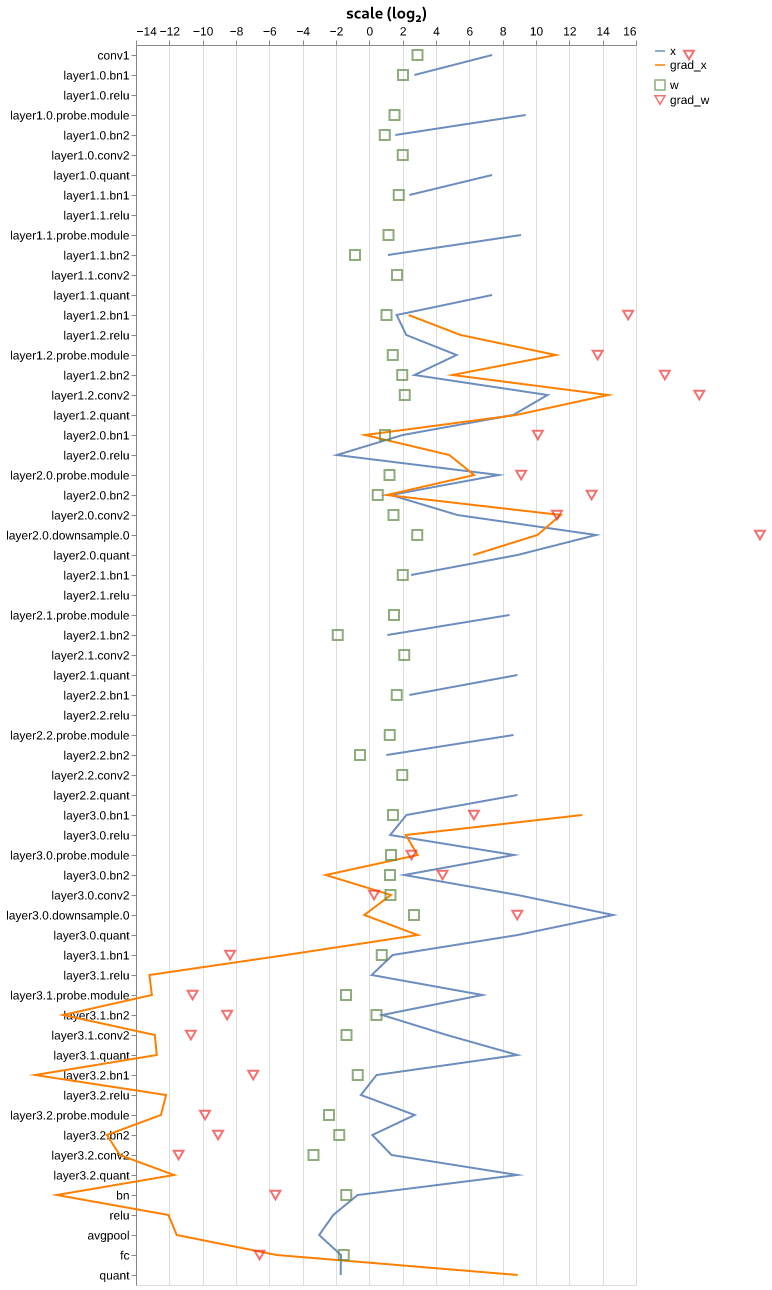 scale (log₂)
−14 −12 −10 −8 −6 −4 −2 0 2 4 6 8 10 12 14 16
x
grad_x
w
grad_w
conv1
layer1.0.bn1
layer1.0.relu
layer1.0.probe.module
layer1.0.bn2
layer1.0.conv2
layer1.0.quant
layer1.1.bn1
layer1.1.relu
layer1.1.probe.module
layer1.1.bn2
layer1.1.conv2
layer1.1.quant
layer1.2.bn1
layer1.2.relu
layer1.2.probe.module
layer1.2.bn2
layer1.2.conv2
layer1.2.quant
layer2.0.bn1
layer2.0.relu
layer2.0.probe.module
layer2.0.bn2
layer2.0.conv2
layer2.0.downsample.0
layer2.0.quant
layer2.1.bn1
layer2.1.relu
layer2.1.probe.module
layer2.1.bn2
layer2.1.conv2
layer2.1.quant
layer2.2.bn1
layer2.2.relu
layer2.2.probe.module
layer2.2.bn2
layer2.2.conv2
layer2.2.quant
layer3.0.bn1
layer3.0.relu
layer3.0.probe.module
layer3.0.bn2
layer3.0.conv2
layer3.0.downsample.0
layer3.0.quant
layer3.1.bn1
layer3.1.relu
layer3.1.probe.module
layer3.1.bn2
layer3.1.conv2
layer3.1.quant
layer3.2.bn1
layer3.2.relu
layer3.2.probe.module
layer3.2.bn2
layer3.2.conv2
layer3.2.quant
bn
relu
avgpool
fc
quant